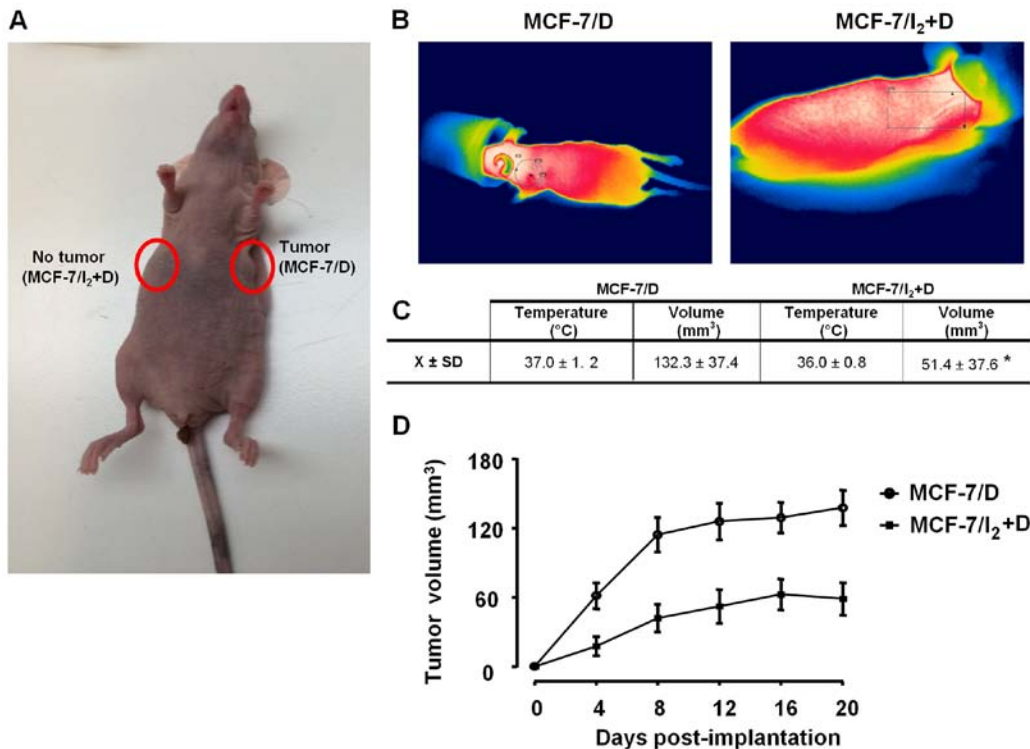 A
No tumor
(MCF-7/I₂+D)
Tumor
(MCF-7/D)
B
MCF-7/D
MCF-7/I₂+D
C
MCF-7/D
MCF-7/I₂+D
Temperature
(°C)
Volume
(mm³)
Temperature
(°C)
Volume
(mm³)
X ± SD
37.0 ± 1. 2
132.3 ± 37.4
36.0 ± 0.8
51.4 ± 37.6 *
D
Tumor volume (mm³)
180
120
60
0
0 4 8 12 16 20
Days post-implantation
MCF-7/D
MCF-7/I₂+D